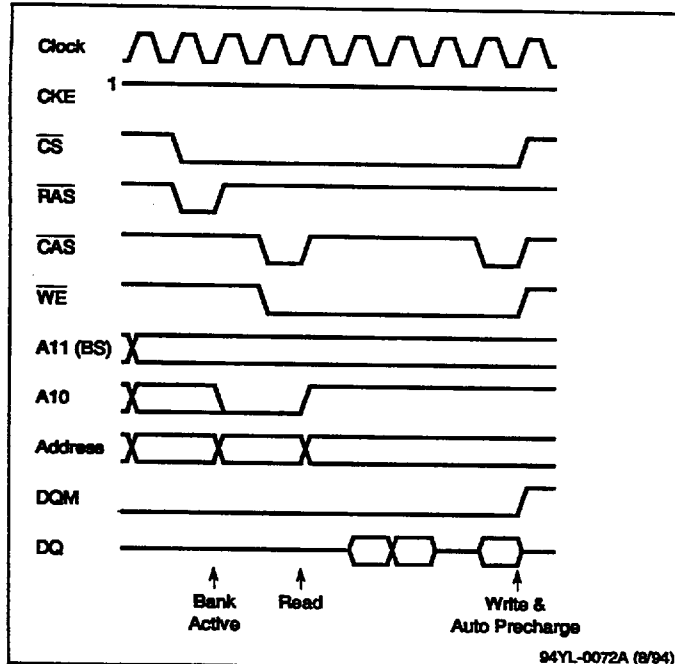 Clock
1
CKE
CS
RAS
CAS
WE
A11 (BS)
A10
Address
DQM
DQ
Bank
Active
Read
Write &
Auto Precharge
94YL-0072A (8/94)